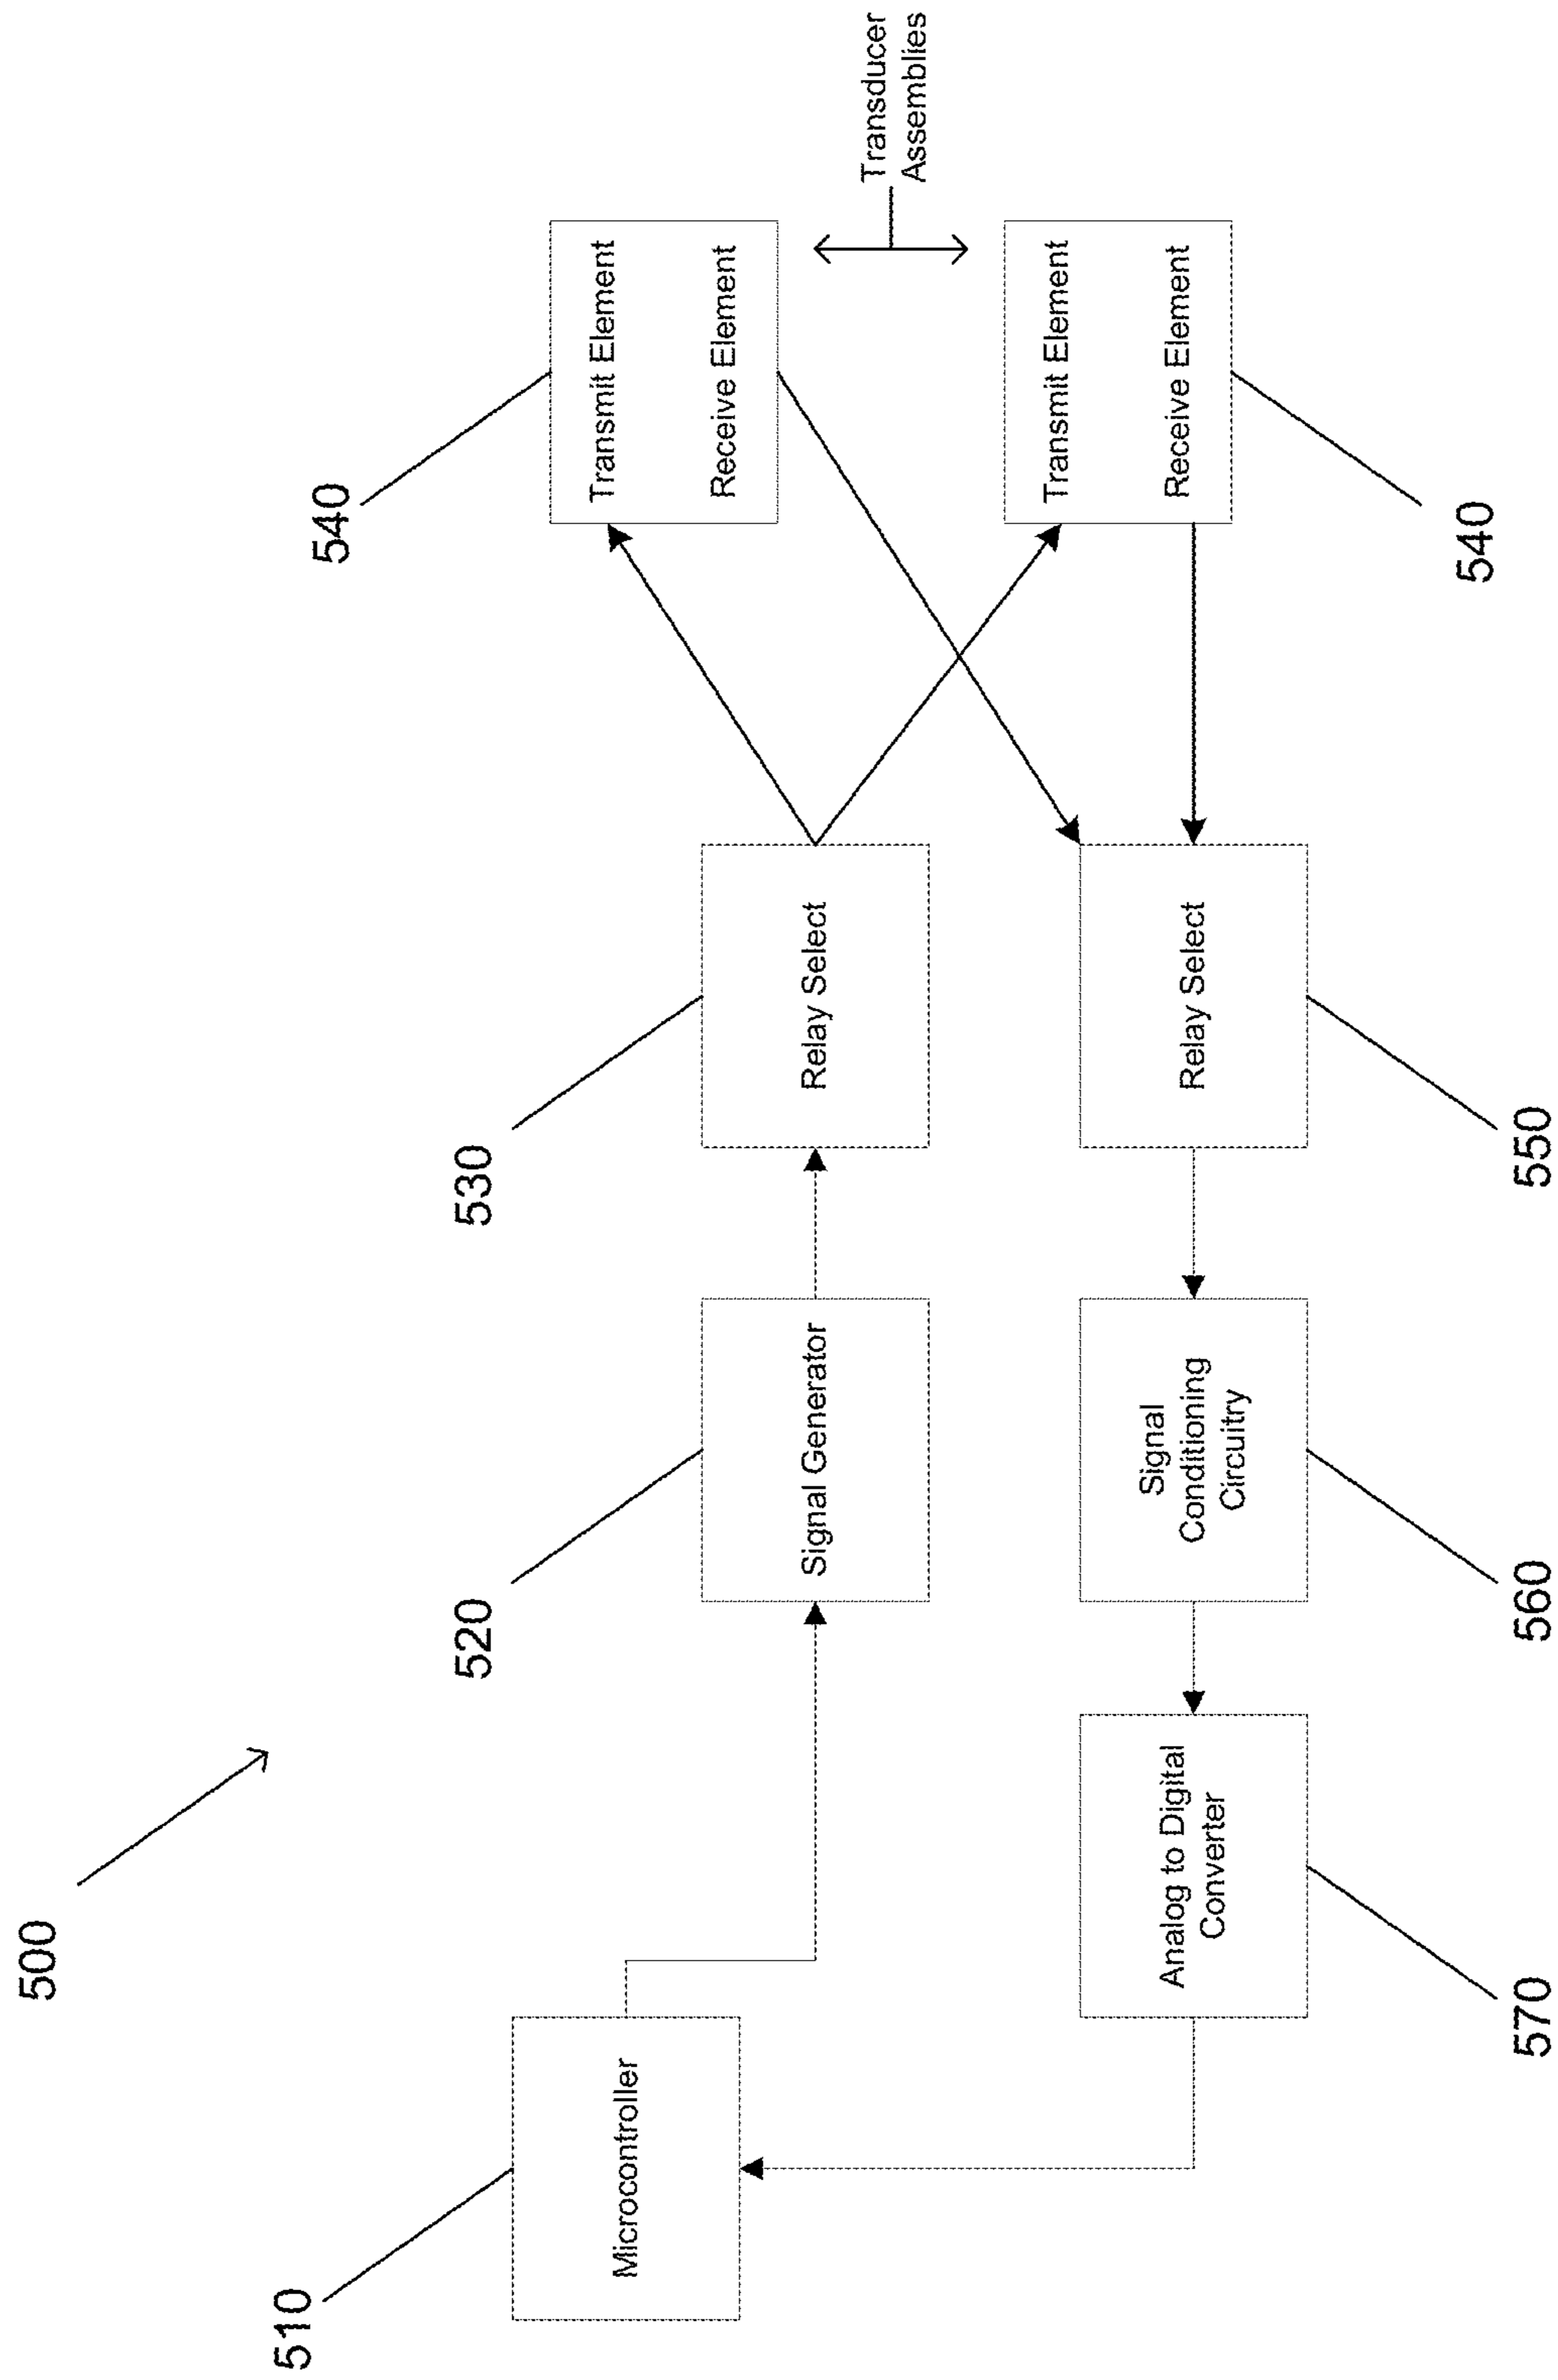 500
510
Microcontroller
520
Signal Generator
530
Relay Select
540
Transmit Element
Receive Element
Transducer
Assemblies
Transmit Element
Receive Element
540
Relay Select
550
Signal
Conditioning
Circuitry
560
Analog to Digital
Converter
570